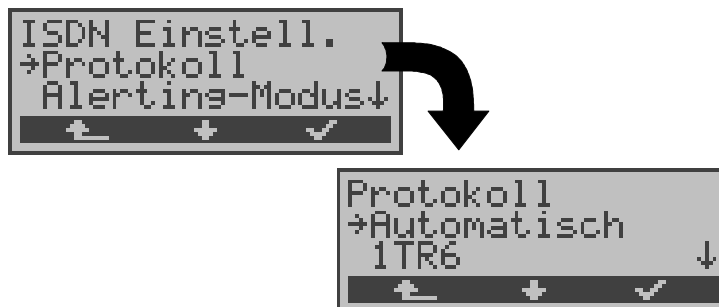 ISDN Einstell.
→Protokoll
Alerting-Modus↓
Protokoll
→Automatisch
1TR6 ↓